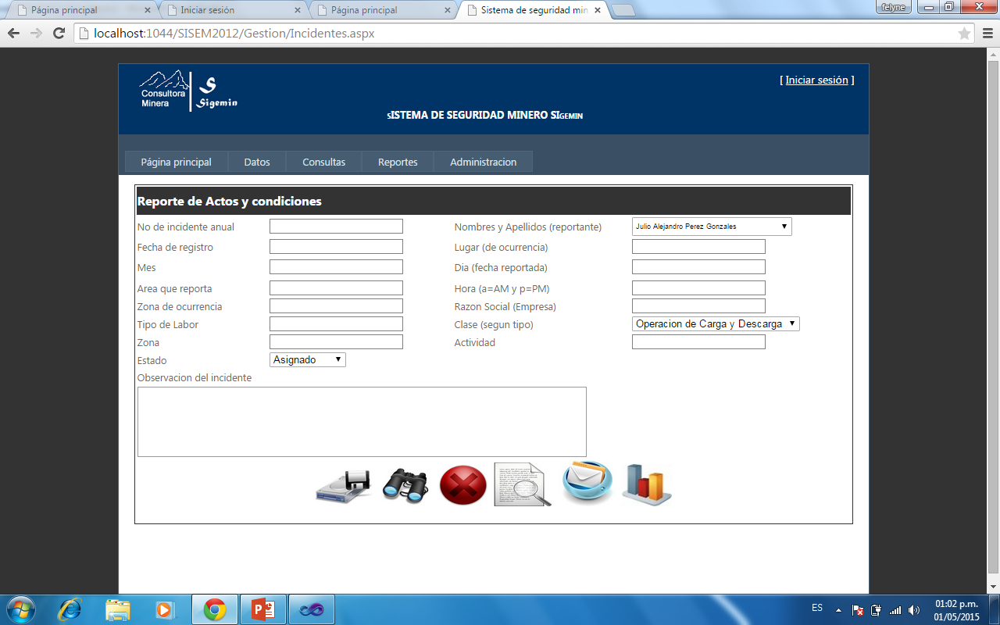 Página principal
Iniciar sesión
Página principal
Sistema de seguridad min
felyne
localhost:1044/SISEM2012/Gestion/Incidentes.aspx
Consultora
Minera
S
Sigemin
[ Iniciar sesión ]
SISTEMA DE SEGURIDAD MINERO SIGEMIN
Página principal Datos Consultas Reportes Administracion
Reporte de Actos y condiciones
No de incidente anual Nombres y Apellidos (reportante) Julio Alejandro Perez Gonzales
Fecha de registro Lugar (de ocurrencia)
Mes Dia (fecha reportada)
Area que reporta Hora (a=AM y p=PM)
Zona de ocurrencia Razon Social (Empresa)
Tipo de Labor Clase (segun tipo) Operacion de Carga y Descarga
Zona Actividad
Estado Asignado
Observacion del incidente
ES
01:02 p.m.
01/05/2015